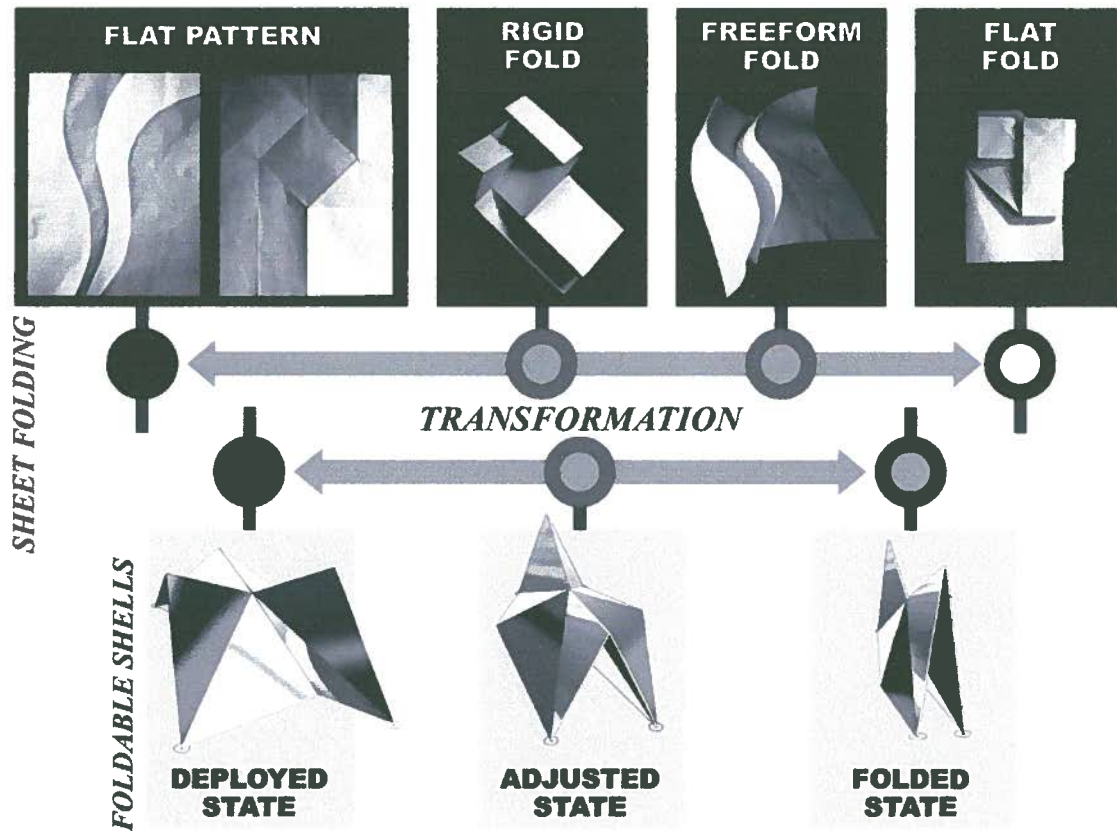 FLAT PATTERN
RIGID
FOLD
FREEFORM
FOLD
FLAT
FOLD
SHEET FOLDING
TRANSFORMATION
FOLDABLE SHELLS
DEPLOYED
STATE
ADJUSTED
STATE
FOLDED
STATE